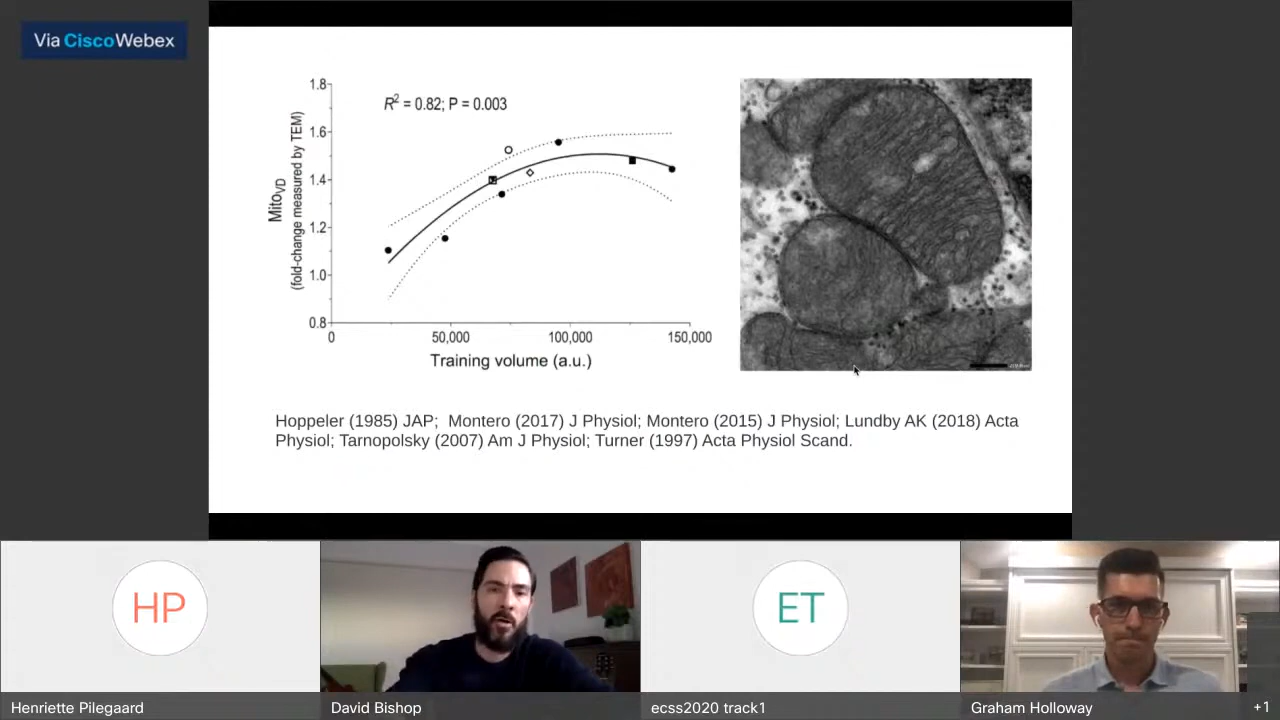 Via Cisco Webex
R² = 0.82; P = 0.003
1.8
1.6
1.4
1.2
1.0
0.8
MitoVD
(fold-change measured by TEM)
0
50,000
100,000
150,000
Training volume (a.u.)
Hoppeler (1985) JAP; Montero (2017) J Physiol; Montero (2015) J Physiol; Lundby AK (2018) Acta
Physiol; Tarnopolsky (2007) Am J Physiol; Turner (1997) Acta Physiol Scand.
HP
ET
Henriette Pilegaard
David Bishop
ecss2020 track1
Graham Holloway
+1